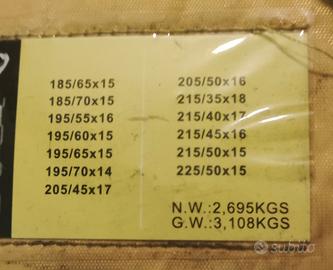 185/65x15
185/70x15
195/55x16
195/60x15
195/65x15
195/70x14
205/45x17
205/50x16
215/35x18
215/40x17
215/45x16
215/50x15
225/50x15
N.W.:2,695KGS
G.W.:3,108KGS
subito